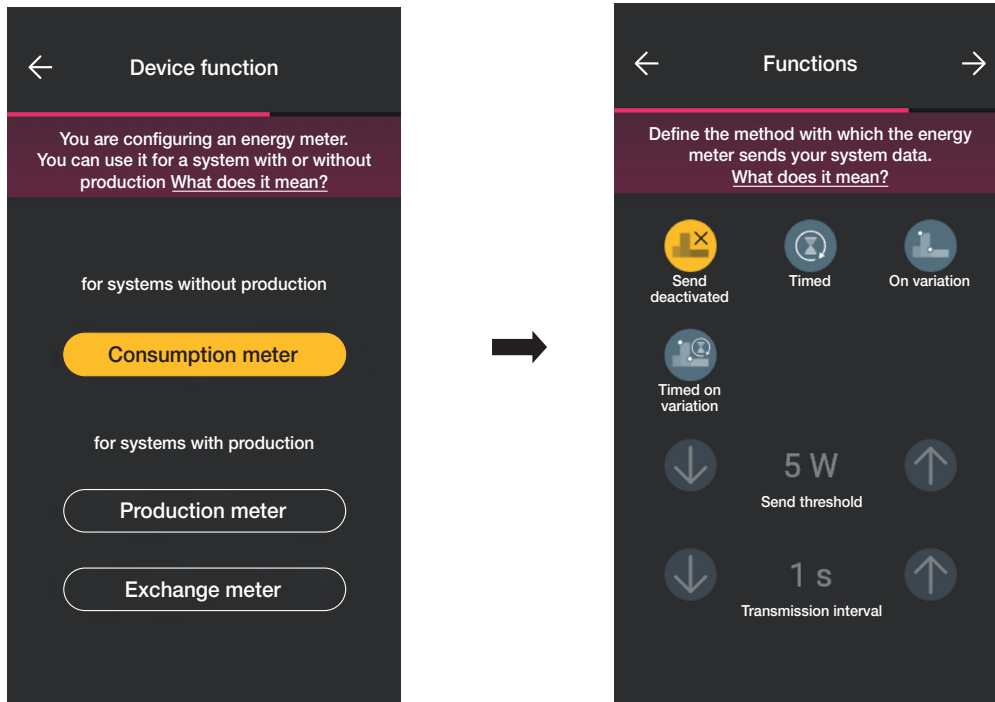 Device function
You are configuring an energy meter.
You can use it for a system with or without
production What does it mean?
for systems without production
Consumption meter
for systems with production
Production meter
Exchange meter
Functions
Define the method with which the energy
meter sends your system data.
What does it mean?
Send
deactivated
Timed
On variation
Timed on
variation
5 W
Send threshold
1 s
Transmission interval